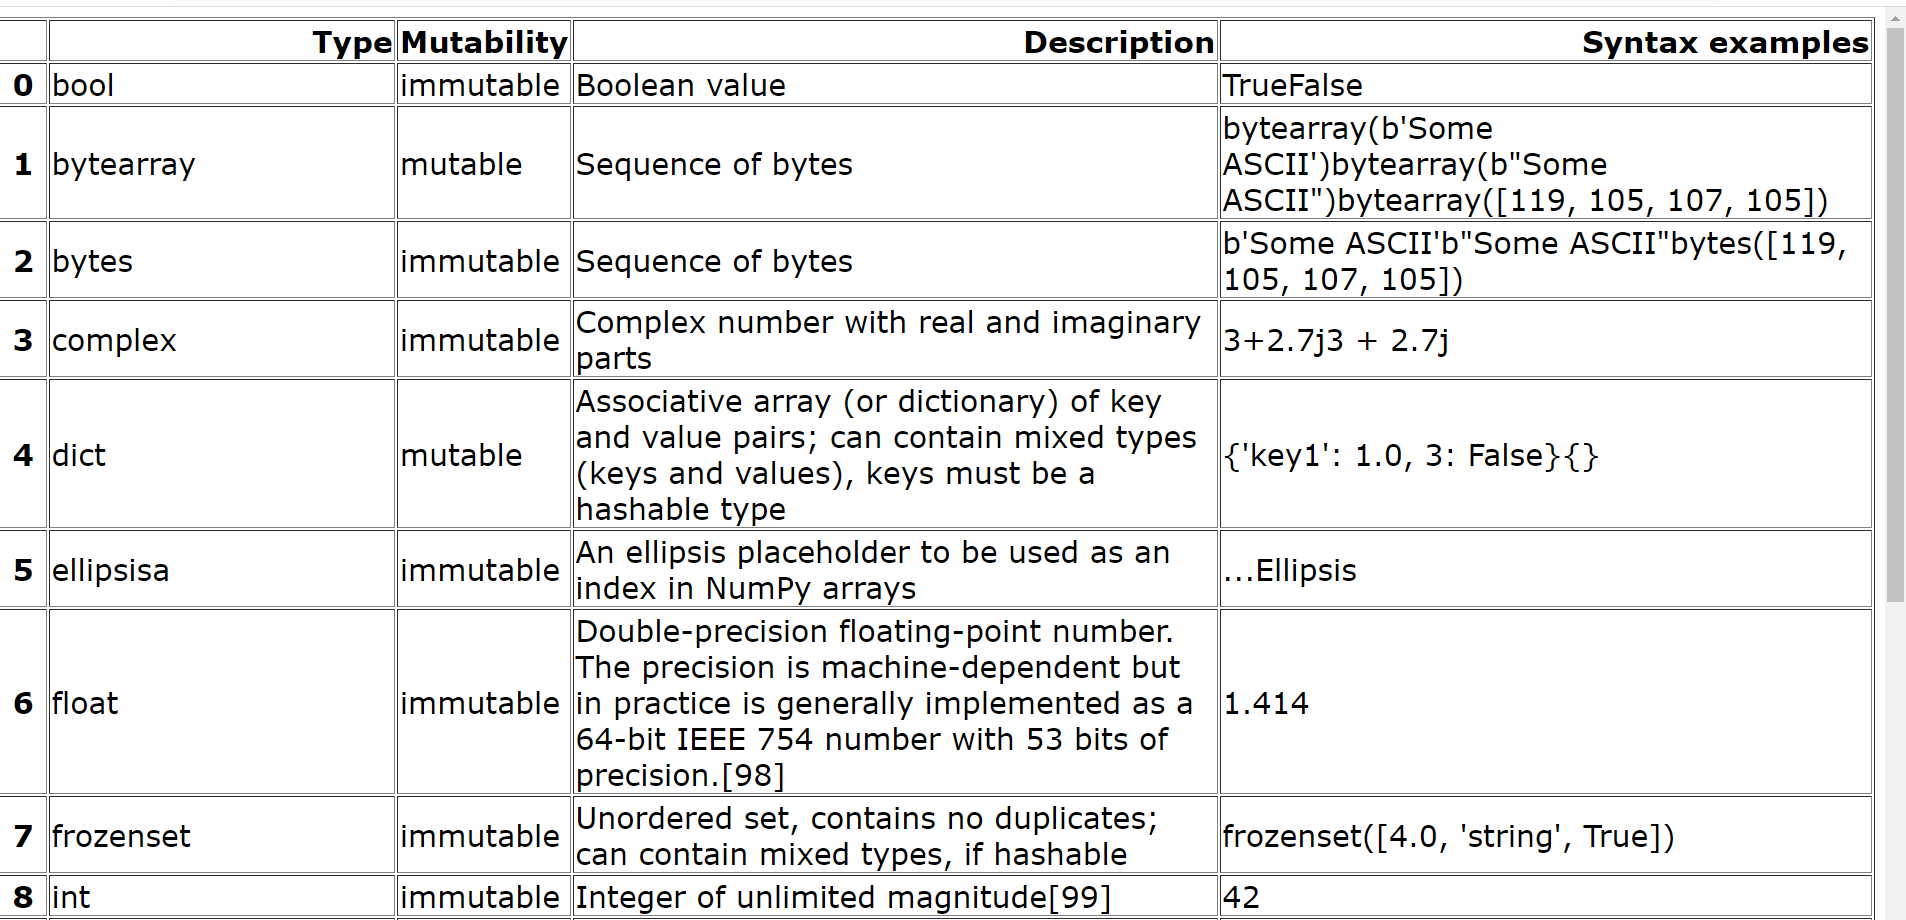 Type Mutability Description Syntax examples
0 bool immutable Boolean value TrueFalse
1 bytearray mutable Sequence of bytes bytearray(b'Some
ASCII')bytearray(b"Some
ASCII")bytearray([119, 105, 107, 105])
2 bytes immutable Sequence of bytes b'Some ASCII'b"Some ASCII"bytes([119,
105, 107, 105])
3 complex immutable Complex number with real and imaginary
parts
3+2.7j3 + 2.7j
4 dict mutable Associative array (or dictionary) of key
and value pairs; can contain mixed types
(keys and values), keys must be a
hashable type
{'key1': 1.0, 3: False}{}
5 ellipsisa immutable An ellipsis placeholder to be used as an
index in NumPy arrays
...Ellipsis
6 float immutable Double-precision floating-point number.
The precision is machine-dependent but
in practice is generally implemented as a
64-bit IEEE 754 number with 53 bits of
precision.[98]
1.414
7 frozenset immutable Unordered set, contains no duplicates;
can contain mixed types, if hashable
frozenset([4.0, 'string', True])
8 int immutable Integer of unlimited magnitude[99] 42